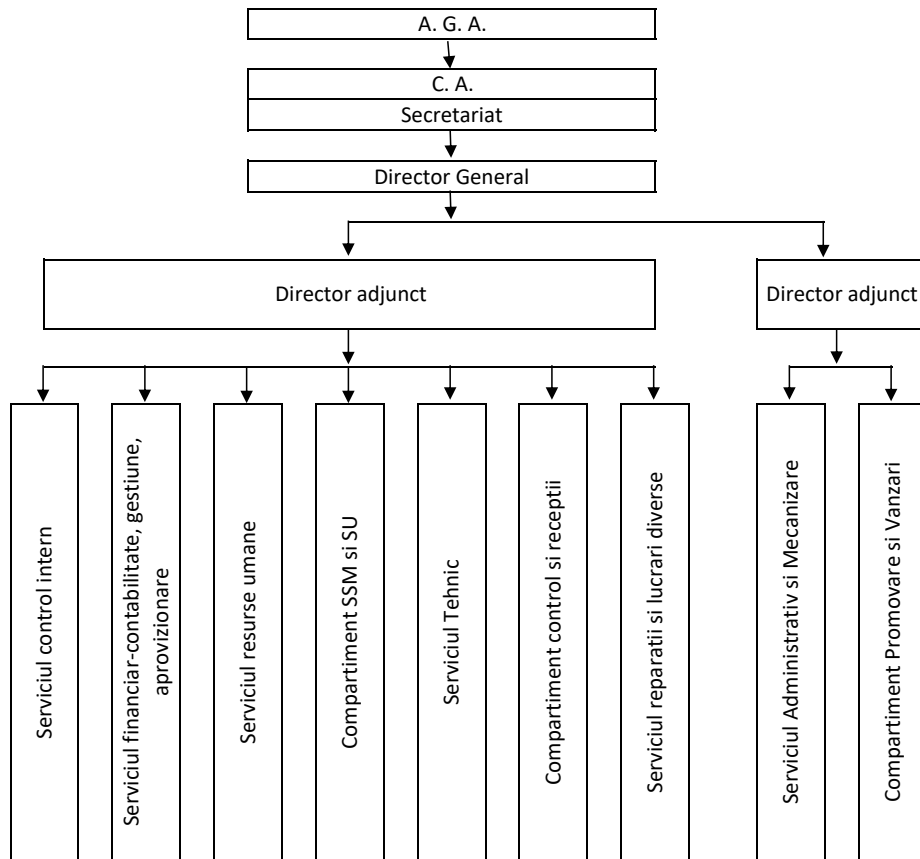 A. G. A.
C. A.
Secretariat
Director General
Director adjunct
Director adjunct
Serviciul control intern
Serviciul financiar-contabilitate, gestiune,
aprovizionare
Serviciul resurse umane
Compartiment SSM si SU
Serviciul Tehnic
Compartiment control si receptii
Serviciul reparatii si lucrari diverse
Serviciul Administrativ si Mecanizare
Compartiment Promovare si Vanzari